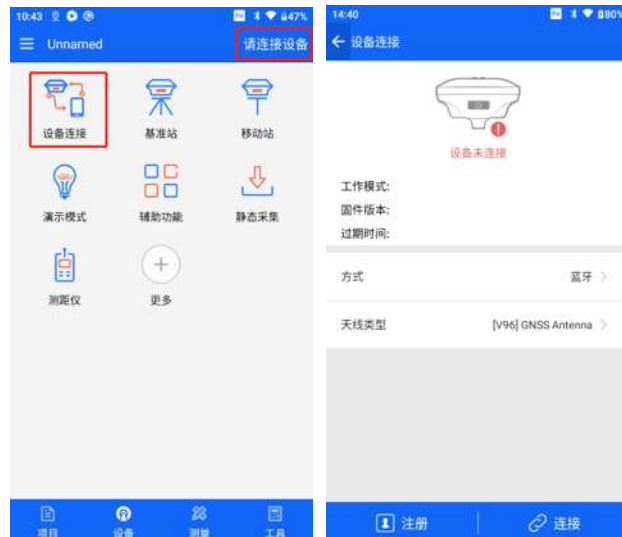 10:43
47%
Unnamed
请连接设备
设备连接
基准站
移动站
演示模式
辅助功能
静态采集
测距仪
更多
项目
设备
测量
工具
14:40
80%
设备连接
设备未连接
工作模式:
固件版本:
过期时间:
方式
蓝牙
天线类型
[V96] GNSS Antenna
注册
连接